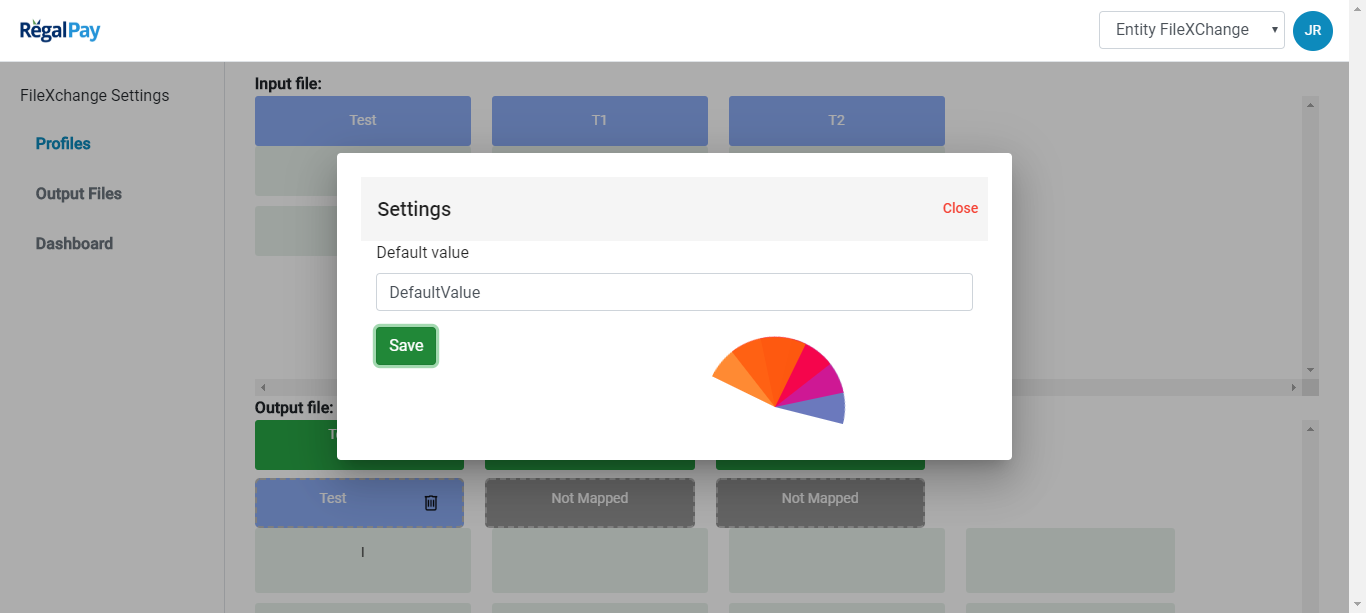 RegalPay
Entity FileXChange
JR
FileXchange Settings
Profiles
Output Files
Dashboard
Input file:
Test
T1
T2
Settings
Close
Default value
DefaultValue
Save
Output file:
Test
Not Mapped
Not Mapped
I